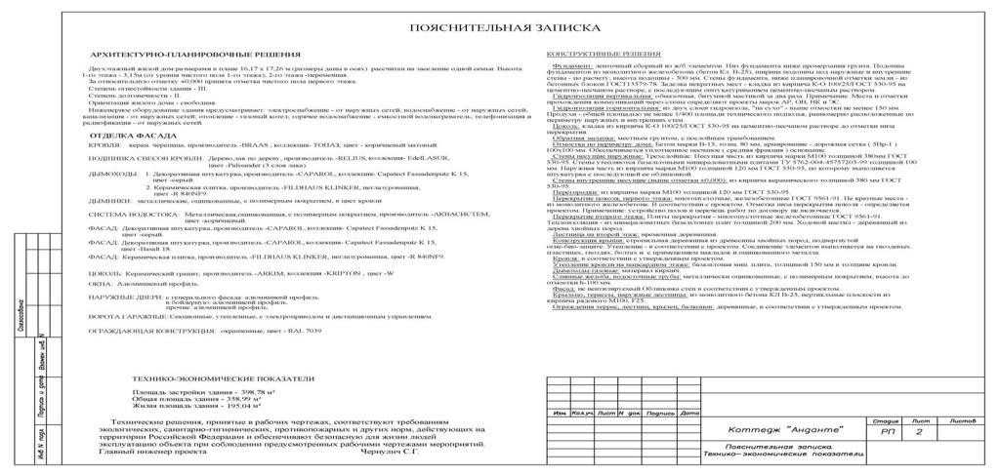 ПОЯСНИТЕЛЬНАЯ ЗАПИСКА
АРХИТЕКТУРНО-ПЛАНИРОВОЧНЫЕ РЕШЕНИЯ
Двухэтажный жилой дом размерами в плане 16,17 х 17,26 м (размеры даны в осях) рассчитан на заселение одной семьи. Высота
1-го этажа - 3,15м (от уровня чистого пола 1-го этажа); 2-го этажа -переменная.
За относительную отметку ±0,000 принята отметка чистого пола первого этажа.
Степень огнестойкости здания - III.
Степень долговечности - II.
Ориентация жилого дома - свободная.
Инженерное оборудование здания предусматривает: электроснабжение - от наружных сетей, водоснабжение - от наружных сетей,
канализация - от наружных сетей; отопление - газовый котел, горячее водоснабжение - емкостной водонагреватель, телефонизация и
радиофикация - от наружных сетей.
ОТДЕЛКА ФАСАДА
КРОВЛЯ: керам. черепица, производитель -BRAAS , коллекция- ТОПАЗ, цвет - коричневый.
ПОДШИВКА СВЕСОВ КРОВЛИ: Дерево,лак по дереву, производитель -RELIUS, коллекция- EdelLASUR,
цвет -Palisander (3 слоя лака).
ДЫМОХОДЫ: 1. Декоративная штукатурка,производитель -CAPAROL, коллекция- Capatect Fassadenputz К 15,
цвет -серый.
2. Керамическая плитка, производитель -FILDHAUS KLINKER, неглазурованная,
цвет -R 840NF9.
ДЫМНИКИ: металлические, оцинкованные, с полимерным покрытием, в цвет кровли
СИСТЕМА ВОДОСТОКА: Металлическая,оцинкованная, с полимерным покрытием, производитель -АКВАСИСТЕМ,
цвет -коричневый.
ФАСАД: Декоративная штукатурка, производитель -CAPAROL, коллекция- Capatect Fassadenputz К 15,
цвет -серый.
ФАСАД: Декоративная штукатурка, производитель -CAPAROL, коллекция- Capatect Fassadenputz К 15,
цвет -Basalt 18.
ФАСАД: Керамическая плитка, производитель -FILDHAUS KLINKER, неглазурованная, цвет -R 840NF9.
ЦОКОЛЬ: Керамический гранит, производитель -ARKIM, коллекция -KRIPTON , цвет -W
ОКНА: Алюминиевый профиль.
НАРУЖНЫЕ ДВЕРИ: с генерального фасада: алюминиевй профиль.
в бойлерную: алюминиевй профиль.
прочие: алюминиевй профиль.
ВОРОТА ГАРАЖНЫЕ: Секционные, утепленные, с электроприводом и дистанционным управлением.
ОГРАЖДАЮЩАЯ КОНСТРУКЦИЯ: окрашенные, цвет - RAL 7039
ТЕХНИКО-ЭКОНОМИЧЕСКИЕ ПОКАЗАТЕЛИ
Площадь застройки здания - 398,78 м²
Общая площадь здания - 358,99 м²
Жилая площадь здания - 195,04 м²
Технические решения, принятые в рабочих чертежах, соответствуют требованиям
экологических, санитарно-гигиенических, противопожарных и других норм, действующих на
территории Российской Федерации и обеспечивают безопасную для жизни людей
эксплуатацию объекта при соблюдении предусмотренных рабочими чертежами мероприятий.
Главный инженер проекта Чернулич С.Г.
КОНСТРУКТИВНЫЕ РЕШЕНИЯ
Фундамент: ленточный сборный из ж/б элементов. Низ фундамента ниже промерзания грунта. Подошва
фундаментов из монолитного железобетона (бетон Кл В-25), ширина подошвы под наружные и внутренние
стены - по расчету; высота подошвы - 300 мм. Стены фундамента, ниже планировочной отметки земли - из
бетонных блоков ГОСТ13579-78. Заделка некратных мест - кладка из кирпича К-О 100/25/ГОСТ 530-95 на
цементно-песчаном растворе, с последующим оштукатуриванием цементно-песчаным раствором.
Гидроизоляция вертикальная: обмазочная, битумной мастикой за два раза. Примечание: Места и отметки
прохождения коммуникаций через стены определяют проекты марок АР, ОВ, ВК и ЭС.
Гидроизоляция горизонтальная: из двух слоев гидроизола, "на сухо" - выше отмостки не менее 150 мм.
Продухи - общей площадью не менее 1/400 площади технического подполья, равномерно расположенные по
периметру наружных и внутренних стен.
Цоколь: кладка из кирпича К-О 100/25/ГОСТ 530-95 на цементно-песчаном растворе до отметки низа
перекрытия
Обратная засыпка: местным грунтом, с послойным трамбованием.
Отмостка по периметру дома: Бетон марки В-15, толщ. 80 мм, армирование - дорожная сетка ( 5Вр-1 )
100х100 мм. Обеспеченная уплотненное песчаное ( средняя фракция ) основание.
Стены несущие наружные: Трехслойные: Несущая часть из кирпича марки М100 толщиной 380мм ГОСТ
530-95. Стены утепляются базальтовыми минераловатными плитами ТУ 5762-004-45757203-99 толщиной 100
мм. Наружная часть из кирпича марки М100 толщиной 120 мм ГОСТ 530-95, по которому выполняется
штукатурка с последующей ее облицовкой.
Стены внутренние несущие (выше отметки ±0,000): из кирпича керамического толщиной 380 мм ГОСТ
530-95.
Перегородки: из кирпича марки М100 толщиной 120 мм ГОСТ 530-95.
Перекрытие поколя, первого этажа: многопустотные, железобетонные ГОСТ 9561-91. Не кратные места -
из монолитного железобетона. В соответствии с проектом. Отметка низа перекрытия поколя - определяется
проектом. Примечание: устройство полов в перечень работ по договору не включается.
Перекрытие второго этажа: Плиты перекрытия - многопустотные железобетонные ГОСТ 9561-91.
Теплоизоляция - из минераловатных базальтовых плит толщиной 200 мм. Ходовой настил - деревянный из
дерева хвойных пород.
Лестница на второй этаж: временная деревянная.
Конструкция крыши: стропильная деревянная из древесины хвойных пород, подвергнутой
огне-био-защите. Утепление - в соответствии с проектом. Соединение элементов выполняется на гвоздевых
пластинах, гвоздях, болтах и с применением накладок и оцинкованного металла.
Кровля: в соответствии с утвержденным проектом.
Утепление кровли на мансардном этаже: базальтовая мин. плита, толщиной 150 мм в толщине кровли.
Дымоходы газовые: материал кирпич.
Сливные желоба, водосточные трубы: металлически оцинкованные, с полимерным покрытием, высота до
отмостки h-100 мм.
Фасад: не вентилируемый.Облицовка стен в соответствии с утвержденным проектом.
Крыльцо, террасы, наружные лестницы: из монолитного бетона КЛ В-25, вертикальные плоскости из
кирпича рядового М100, F25.
Ограждения террас, лестниц, крылец, балконов: деревянные, в соответствии с утвержденным проектом.
Согласовано
Взамен инв. N
Подпись и дата
Инв N подл.
Изм. Кол.уч. Лист N док. Подпись Дата
Коттедж "Анданте"
Стадия Лист Листов
РП 2
Пояснительная записка.
Технико-экономические показатели.